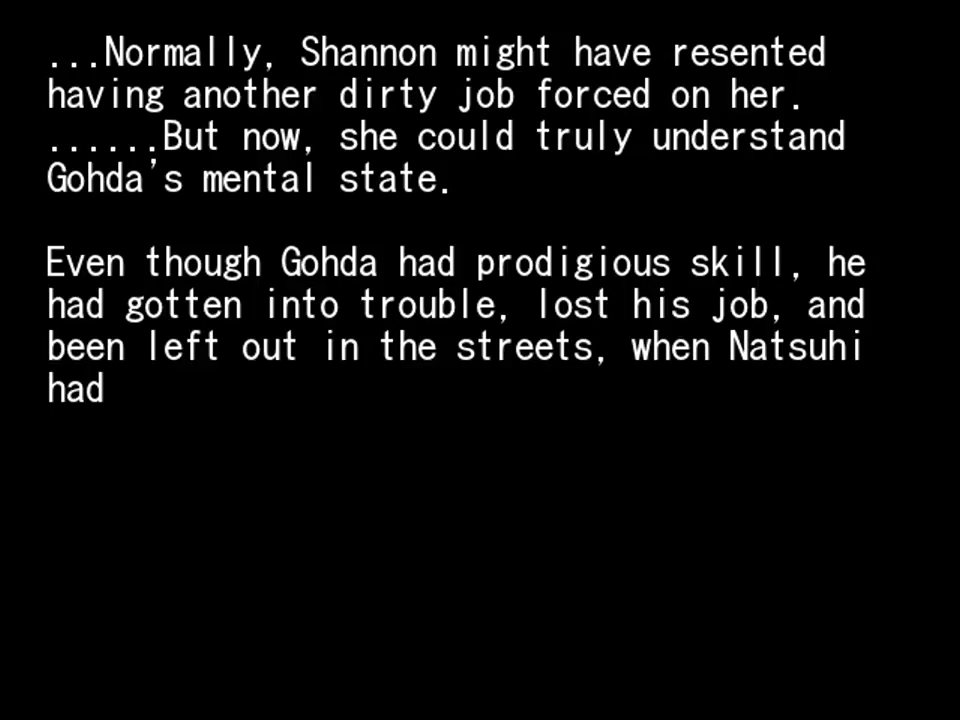 ...Normally, Shannon might have resented
having another dirty job forced on her.
......But now, she could truly understand
Gohda's mental state.
Even though Gohda had prodigious skill, he
had gotten into trouble, lost his job, and
been left out in the streets, when Natsuhi
had